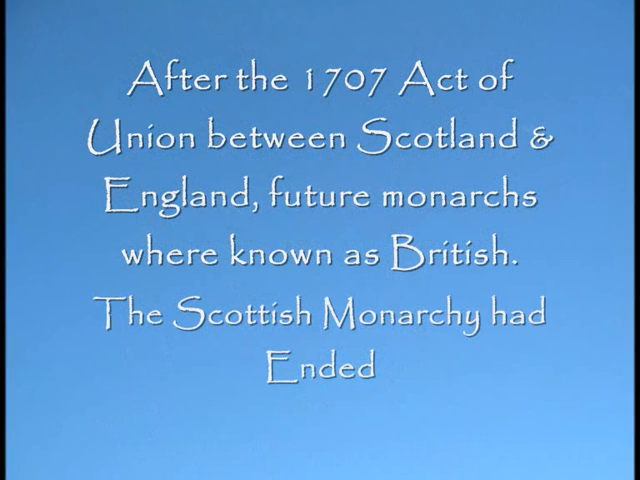 After the 1707 Act of
Union between Scotland &
England, future monarchs
where known as British.
The Scottish Monarchy had
Ended